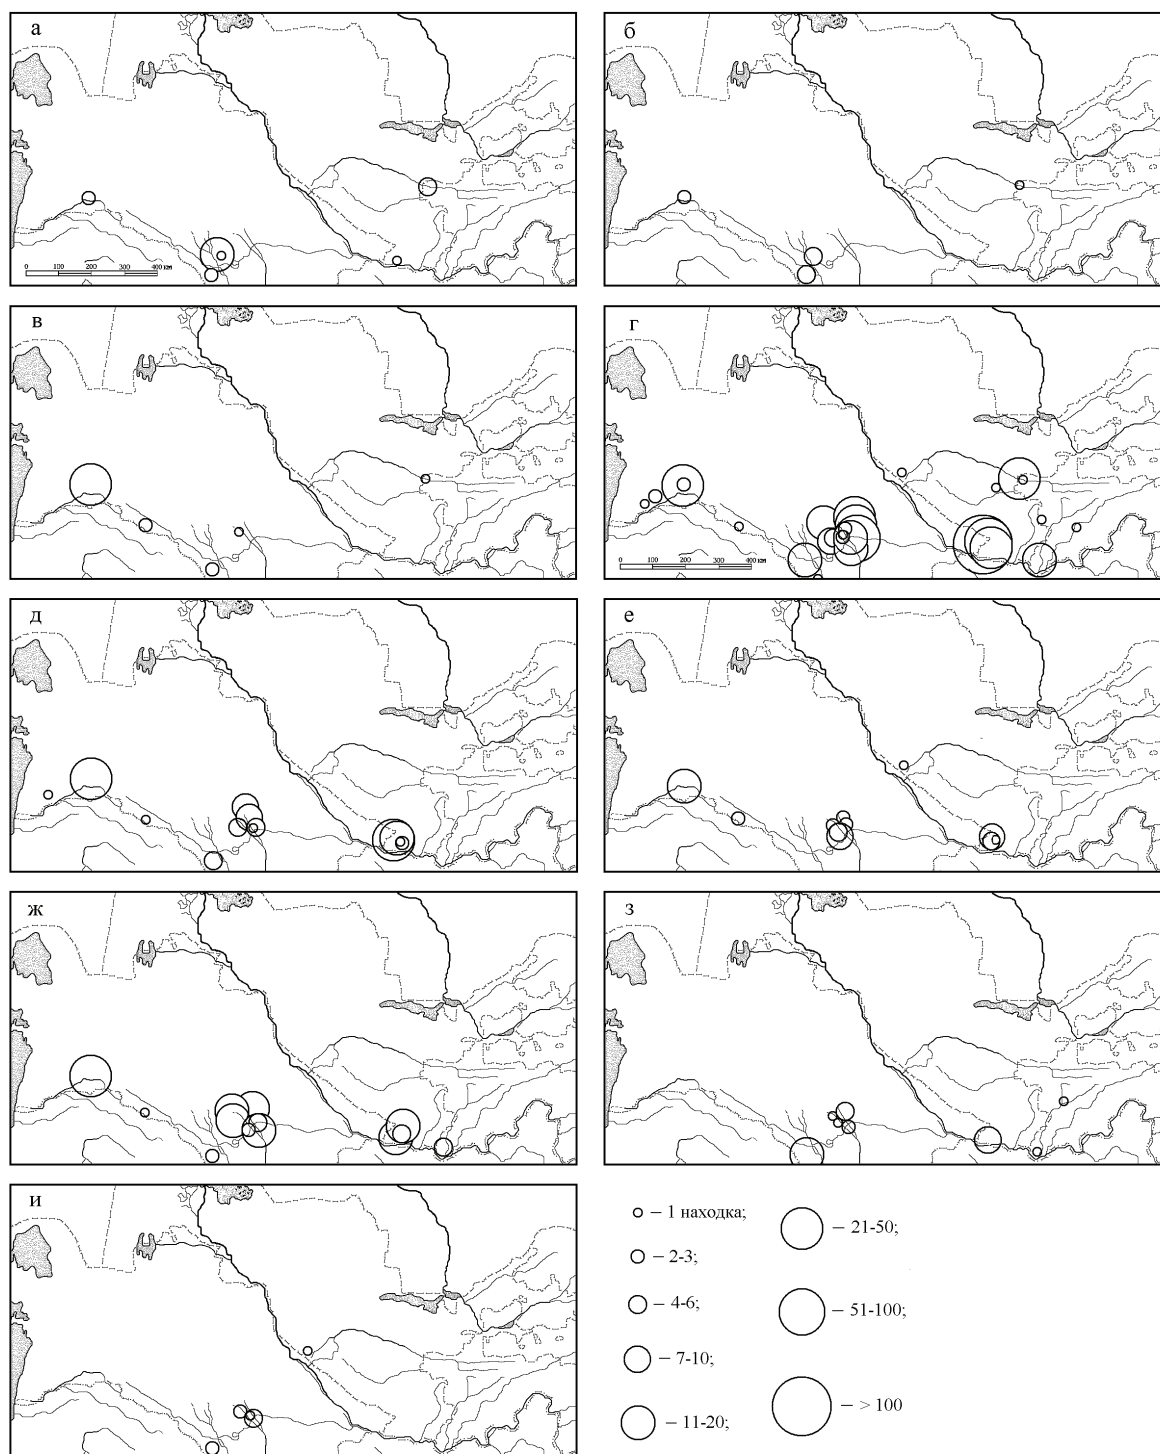 а
0 100 200 300 400 км
б
в
г
0 100 200 300 400 км
д
е
ж
з
и
– 1 находка;
– 2-3;
– 4-6;
– 7-10;
– 11-20;
– 21-50;
– 51-100;
– > 100